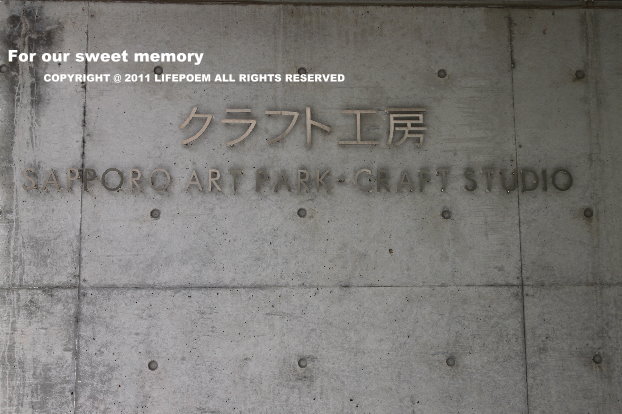 For our sweet memory
COPYRIGHT @ 2011 LIFEPOEM ALL RIGHTS RESERVED
クラフト工房
SAPPORO ART PARK-CRAFT STUDIO